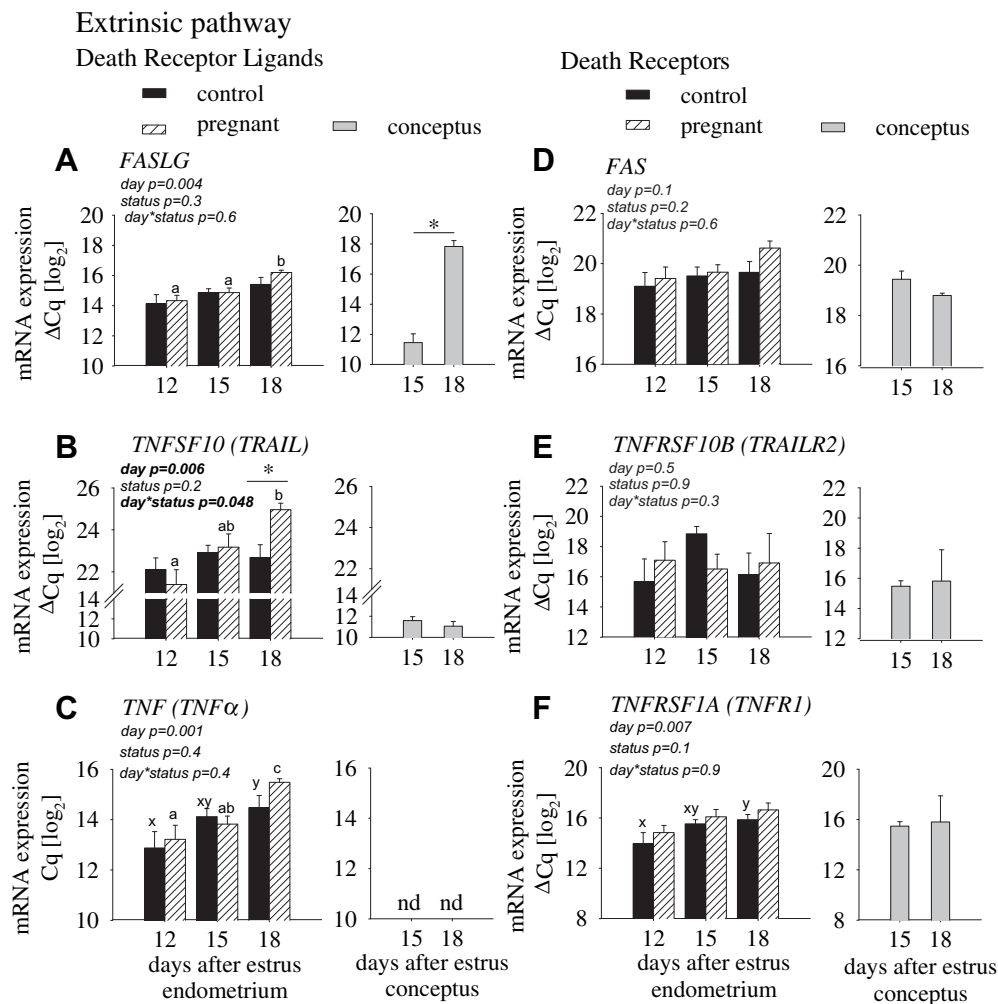 Extrinsic pathway
Death Receptor Ligands
control
pregnant
conceptus
Death Receptors
control
pregnant
conceptus
A
FASLG
day p=0.004
status p=0.3
day*status p=0.6
mRNA expression
ΔCq [log2]
20
18
16
14
12
10
a
a
b
12 15 18
20
18
16
14
12
10
*
15 18
B
TNFSF10 (TRAIL)
day p=0.006
status p=0.2
day*status p=0.048
mRNA expression
ΔCq [log2]
26
24
22
14
12
10
a
ab
*
b
12 15 18
26
24
22
14
12
10
15 18
C
TNF (TNFα)
day p=0.001
status p=0.4
day*status p=0.4
mRNA expression
Cq [log2]
16
14
12
10
x
a
xy
ab
y
c
12 15 18
days after estrus
endometrium
16
14
12
10
nd nd
15 18
days after estrus
conceptus
D
FAS
day p=0.1
status p=0.2
day*status p=0.6
mRNA expression
ΔCq [log2]
22
21
20
19
18
16
12 15 18
22
21
20
19
18
16
15 18
E
TNFRSF10B (TRAILR2)
day p=0.5
status p=0.9
day*status p=0.3
mRNA expression
ΔCq [log2]
22
20
18
16
14
12
12 15 18
22
20
18
16
14
12
15 18
F
TNFRSF1A (TNFR1)
day p=0.007
status p=0.1
day*status p=0.9
mRNA expression
ΔCq [log2]
20
16
14
12
8
x
xy
y
12 15 18
days after estrus
endometrium
20
16
14
12
8
15 18
days after estrus
conceptus